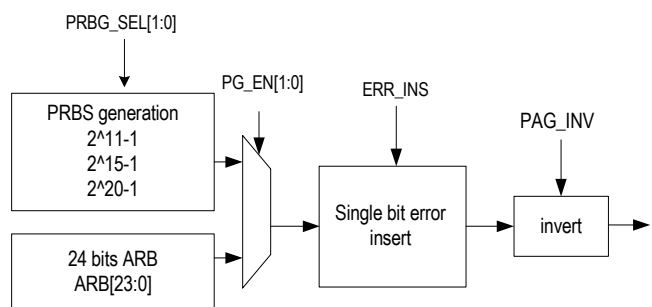 PRBG_SEL[1:0]
PG_EN[1:0]
ERR_INS
PAG_INV
PRBS generation
2^11-1
2^15-1
2^20-1
Single bit error
insert
invert
24 bits ARB
ARB[23:0]